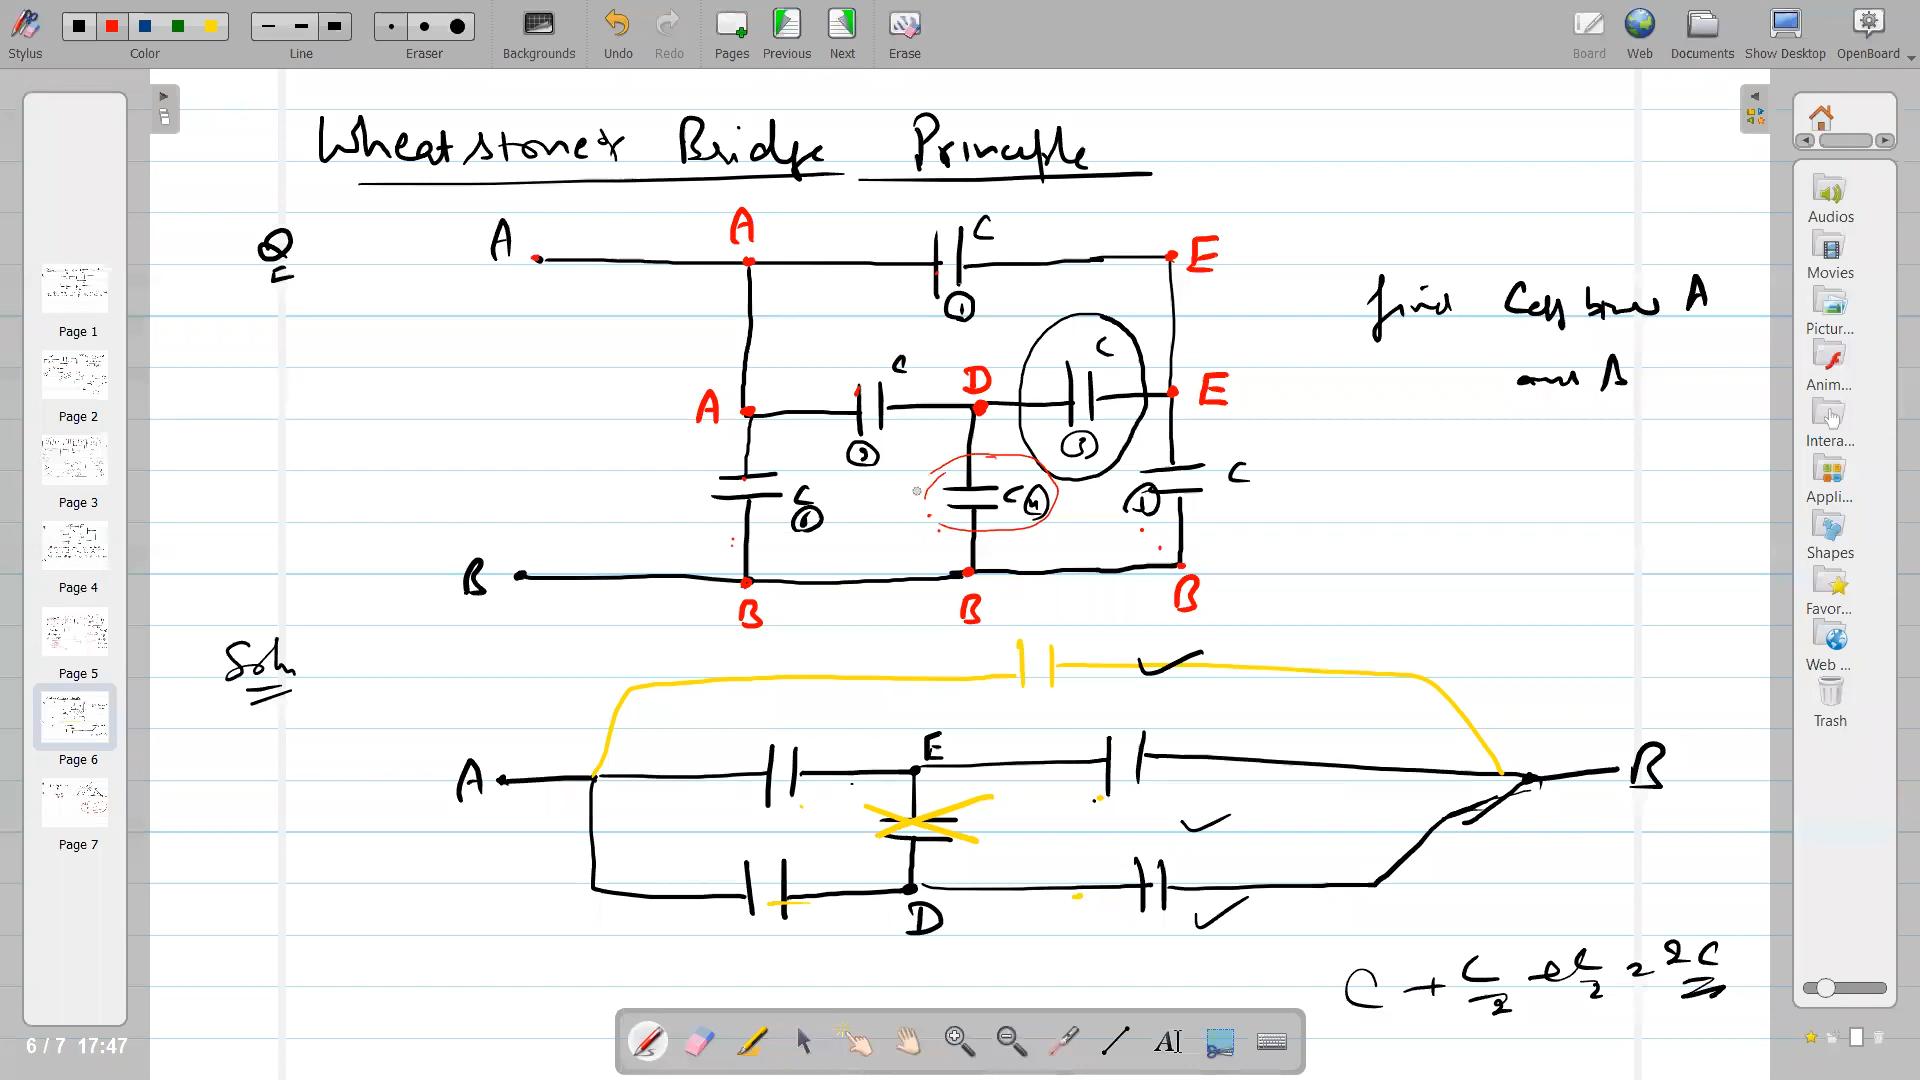 Stylus
Color
Line
Eraser
Backgrounds
Undo
Redo
Pages
Previous
Next
Erase
Board
Web
Documents
Show Desktop
OpenBoard
Page 1
Page 2
Page 3
Page 4
Page 5
Page 6
Page 7
6 / 7 17:47
Audios
Movies
Pictur...
Anim...
Intera...
Appli...
Shapes
Favor...
Web ...
Trash
Wheatstone's Bridge Principle
Q
A A C E
1
find Ceff A
and B
A C D C E
2 3
C 6 C 4 5 C
B B B B
Soln
A E B
D
C + C/2 + C/2 = 2C